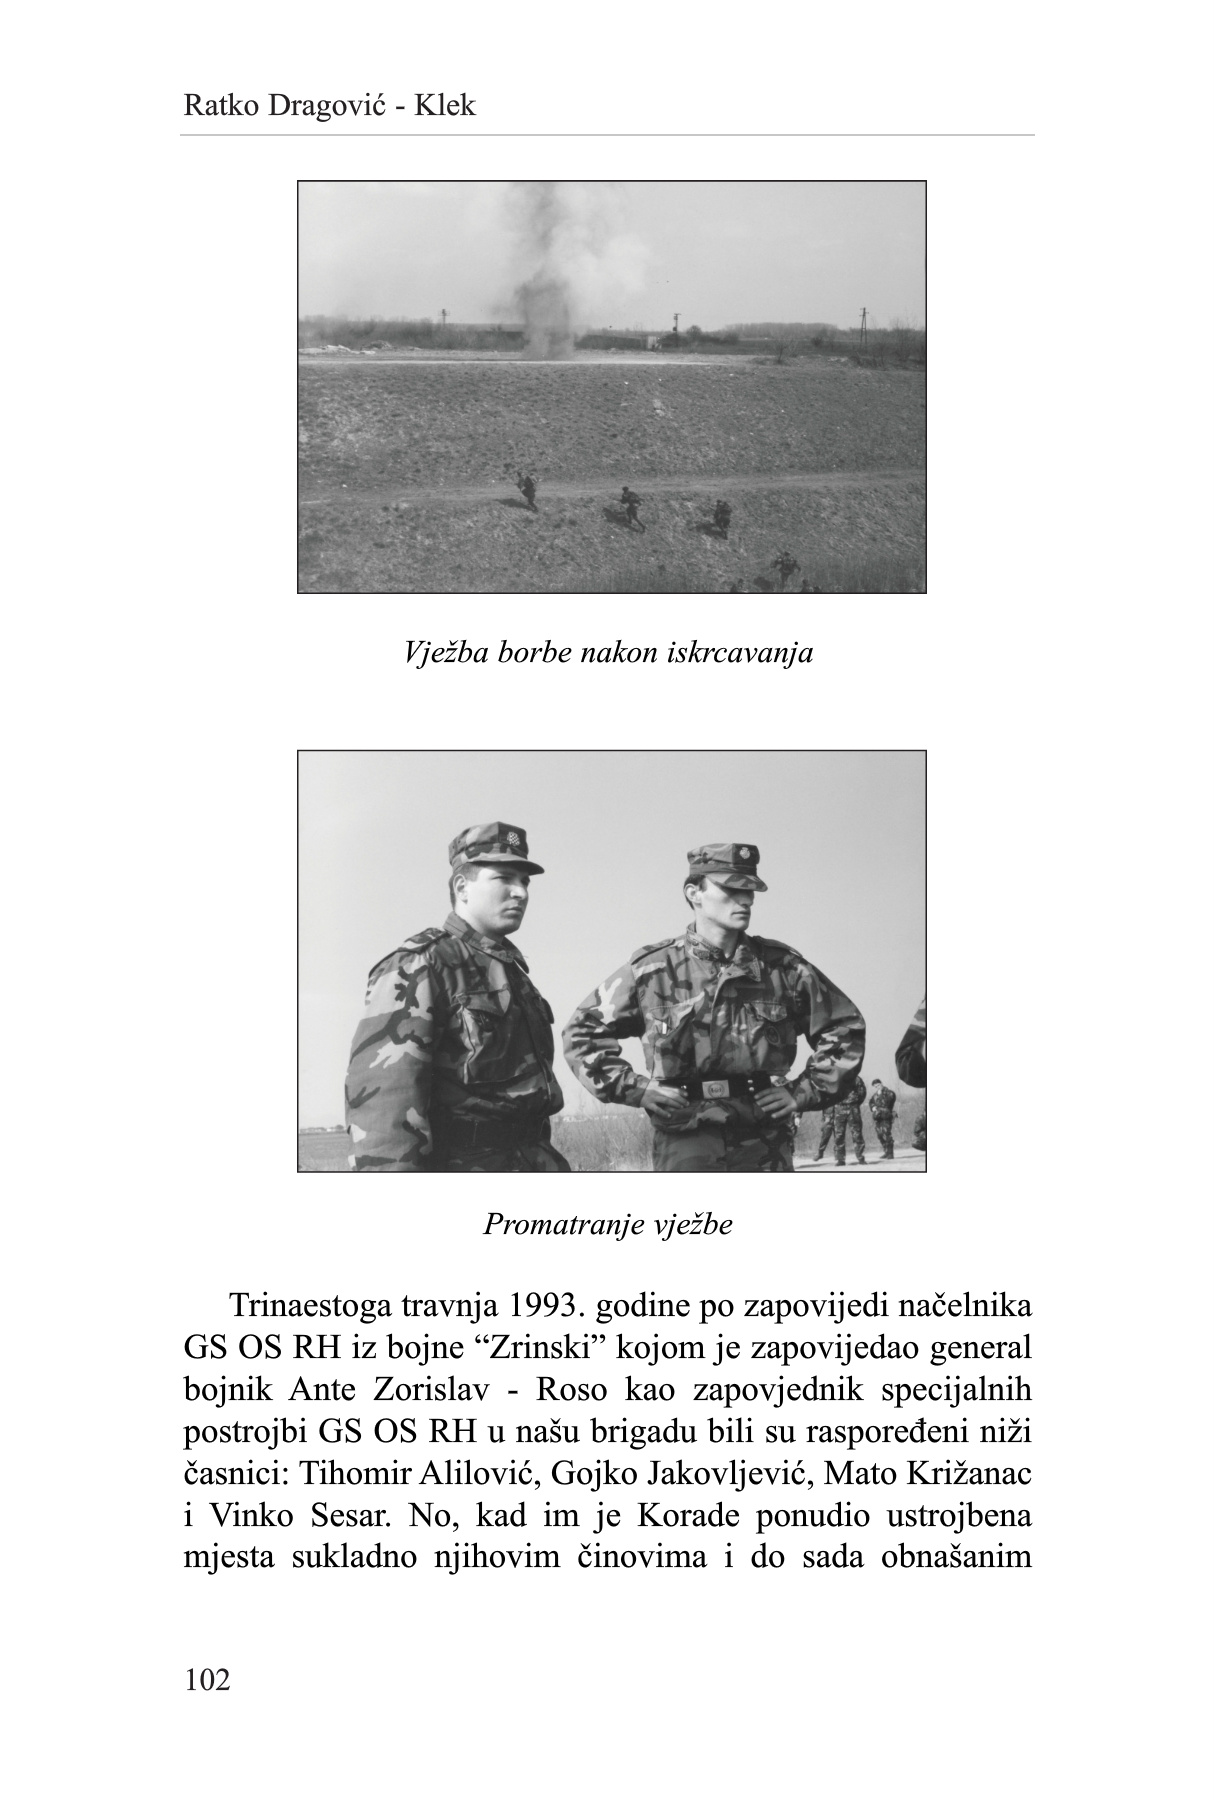 Ratko Dragović - Klek
Vježba borbe nakon iskrcavanja
Promatranje vježbe
Trinaestoga travnja 1993. godine po zapovijedi načelnika
GS OS RH iz bojne “Zrinski” kojom je zapovijedao general
bojnik Ante Zorislav - Roso kao zapovjednik specijalnih
postrojbi GS OS RH u našu brigadu bili su raspoređeni niži
časnici: Tihomir Alilović, Gojko Jakovljević, Mato Križanac
i Vinko Sesar. No, kad im je Korade ponudio ustrojbena
mjesta sukladno njihovim činovima i do sada obnašanim
102